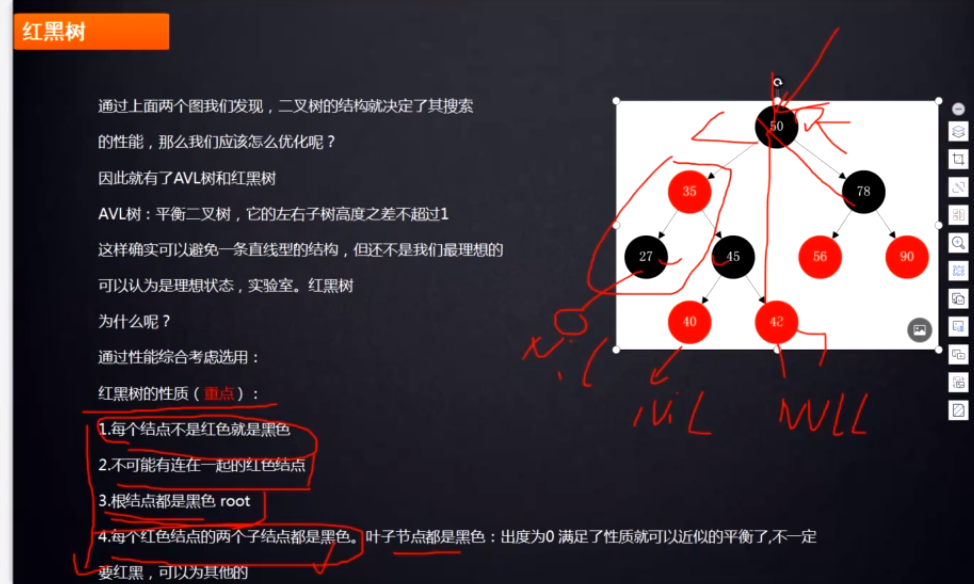 红黑树
通过上面两个图我们发现，二叉树的结构就决定了其搜索
的性能，那么我们应该怎么优化呢？
因此就有了AVL树和红黑树
AVL树：平衡二叉树，它的左右子树高度之差不超过1
这样确实可以避免一条直线型的结构，但还不是我们最理想的
可以认为是理想状态，实验室。红黑树
为什么呢？
通过性能综合考虑选用：
红黑树的性质（重点）：
1.每个结点不是红色就是黑色
2.不可能有连在一起的红色结点
3.根结点都是黑色 root
4.每个红色结点的两个子结点都是黑色。叶子节点都是黑色：出度为0 满足了性质就可以近似的平衡了,不一定
要红黑，可以为其他的
50
35 78
27 45 56 90
40 48
NiL
NiL NULL